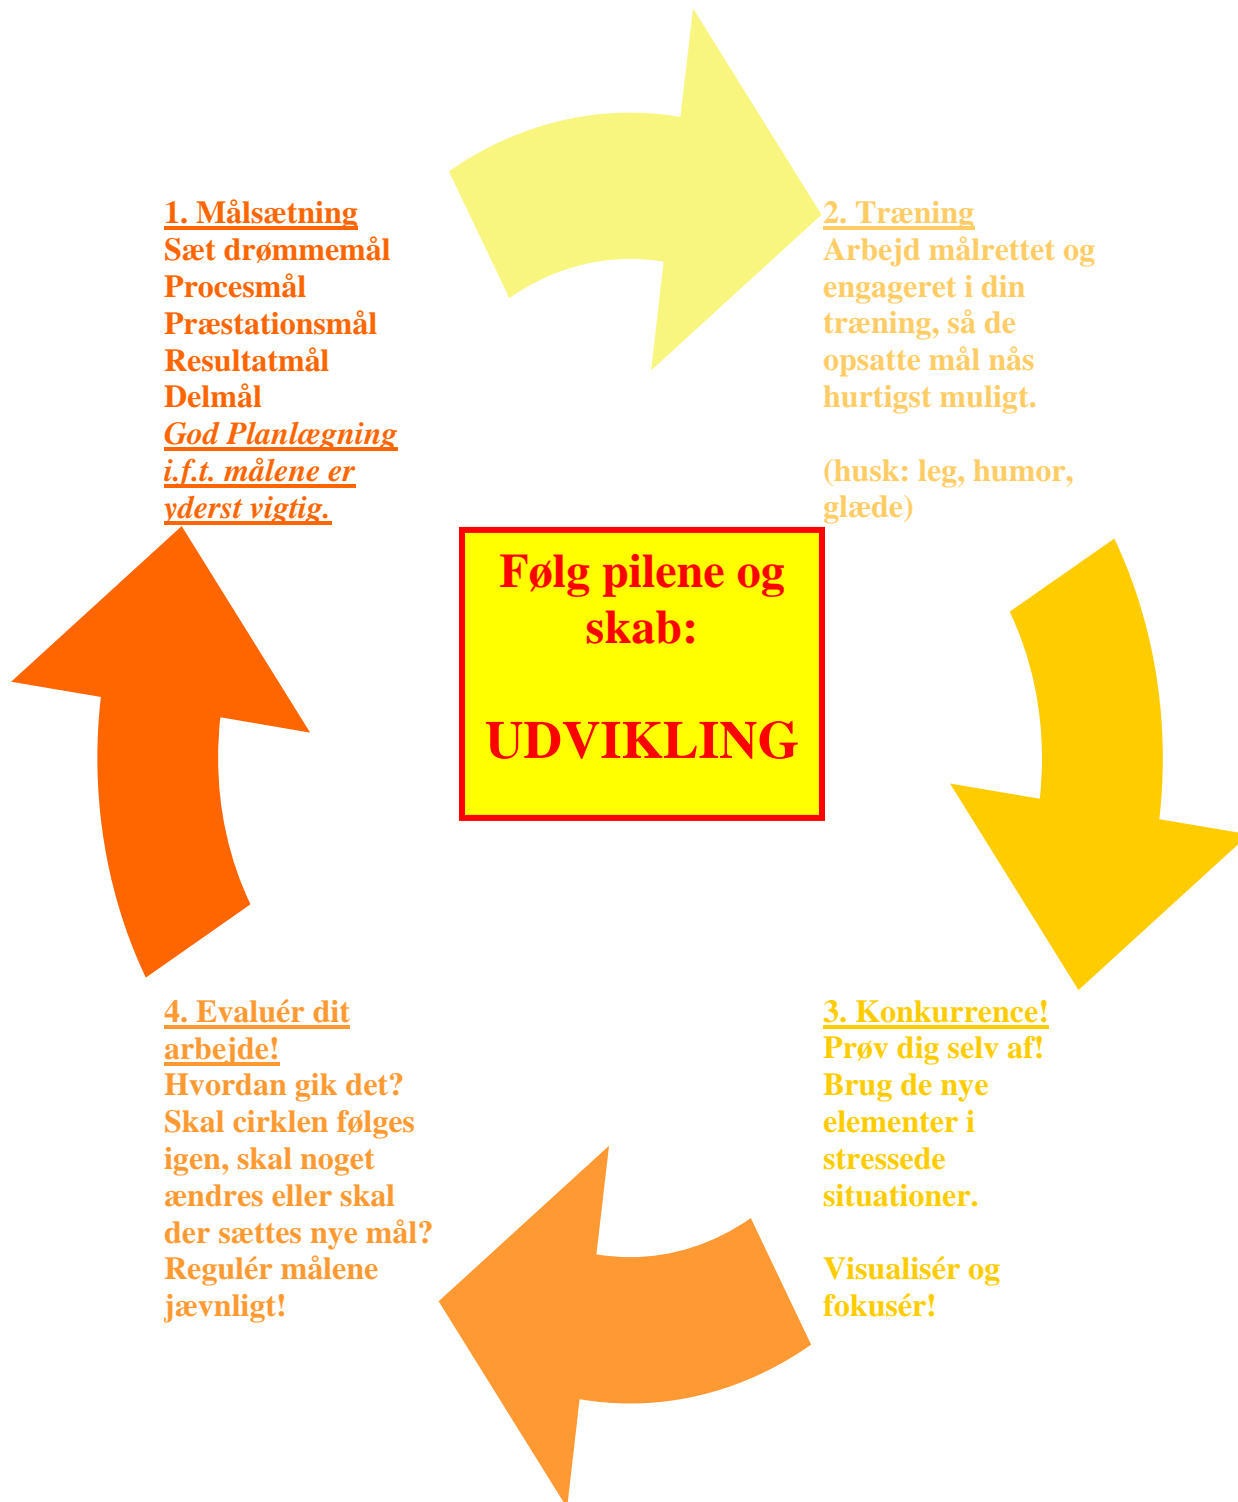 1. Målsætning
Sæt drømmemål
Procesmål
Præstationsmål
Resultatmål
Delmål
God Planlægning
i.f.t. målene er
yderst vigtig.
2. Træning
Arbejd målrettet og
engageret i din
træning, så de
opsatte mål nås
hurtigst muligt.
(husk: leg, humor,
glæde)
Følg pilene og
skab:
UDVIKLING
3. Konkurrence!
Prøv dig selv af!
Brug de nye
elementer i
stressede
situationer.
Visualisér og
fokusér!
4. Evaluér dit
arbejde!
Hvordan gik det?
Skal cirklen følges
igen, skal noget
ændres eller skal
der sættes nye mål?
Regulér målene
jævnligt!